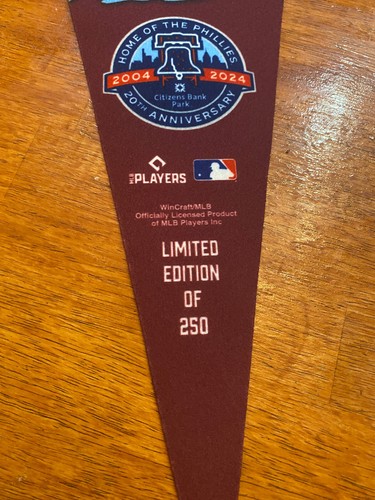 HOME OF THE PHILLIES
2004 2024
Citizens Bank
Park
20TH ANNIVERSARY
MLB PLAYERS
WinCraft/MLB
Officially Licensed Product
of MLB Players Inc
LIMITED
EDITION
OF
250